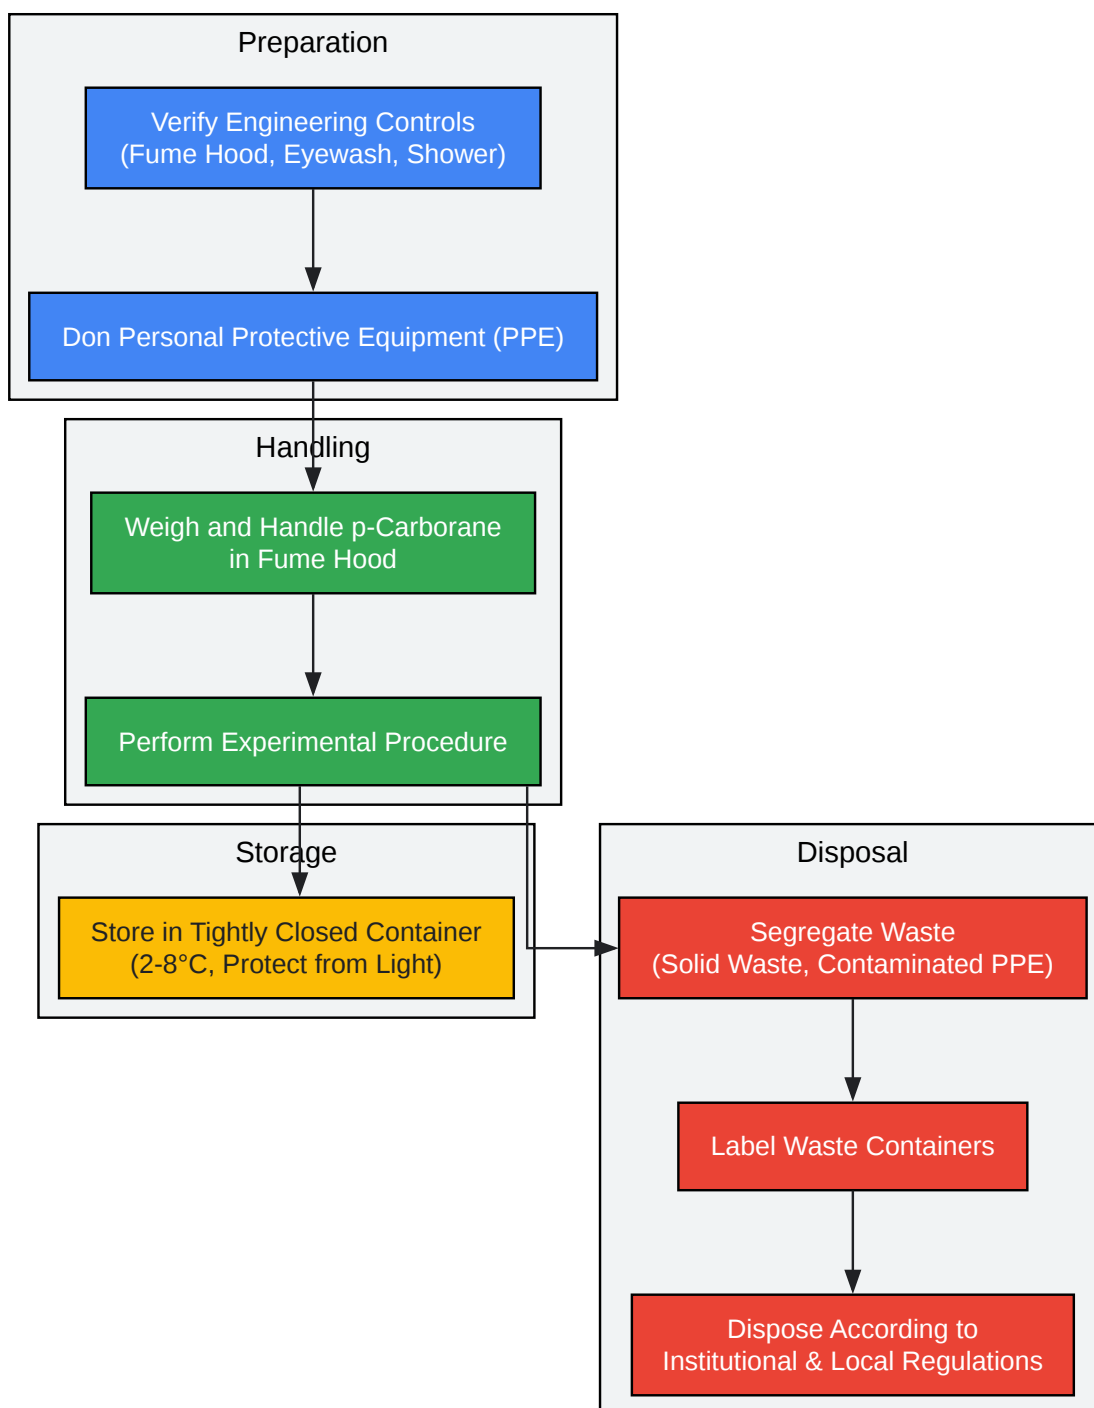 Preparation
Verify Engineering Controls
(Fume Hood, Eyewash, Shower)
Don Personal Protective Equipment (PPE)
Handling
Weigh and Handle p-Carborane
in Fume Hood
Perform Experimental Procedure
Storage
Store in Tightly Closed Container
(2-8°C, Protect from Light)
Disposal
Segregate Waste
(Solid Waste, Contaminated PPE)
Label Waste Containers
Dispose According to
Institutional & Local Regulations